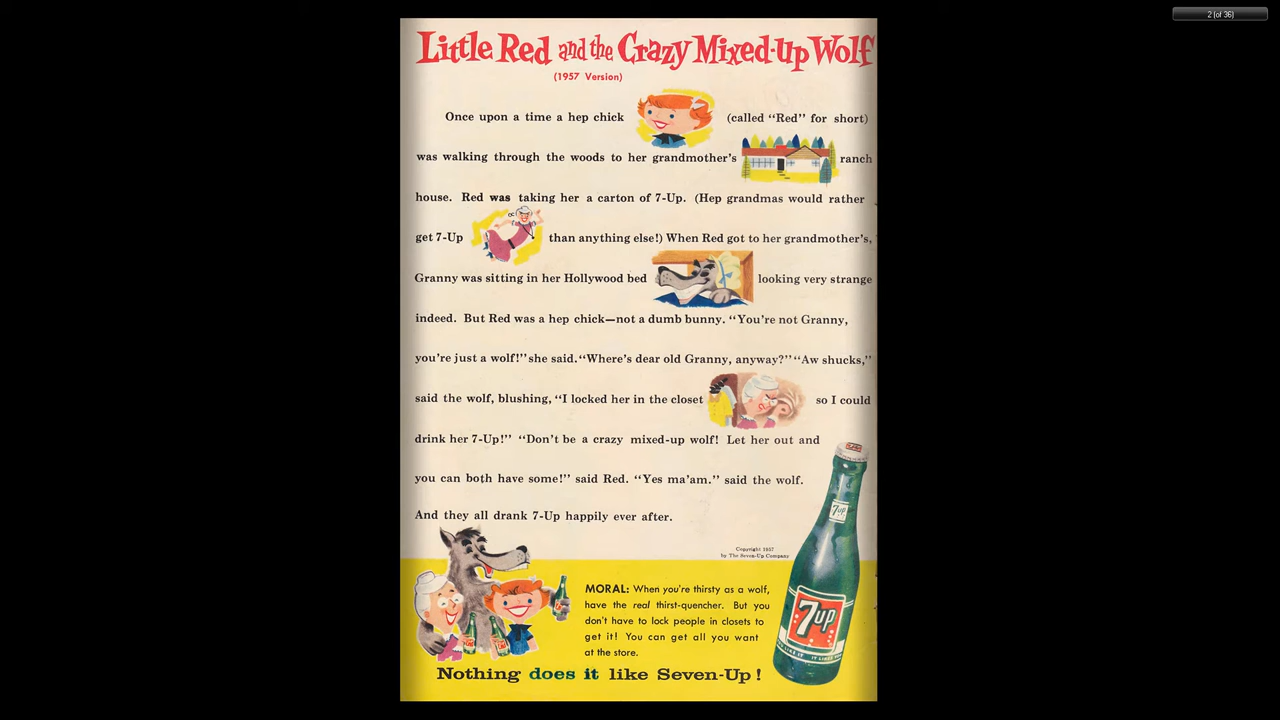 2 (of 36)
Little Red and the Crazy Mixed-up Wolf
(1957 Version)
Once upon a time a hep chick (called "Red" for short)
was walking through the woods to her grandmother's ranch
house. Red was taking her a carton of 7-Up. (Hep grandmas would rather
get 7-Up than anything else!) When Red got to her grandmother's,
Granny was sitting in her Hollywood bed looking very strange
indeed. But Red was a hep chick—not a dumb bunny. "You're not Granny,
you're just a wolf!" she said. "Where's dear old Granny, anyway?" "Aw shucks,"
said the wolf, blushing, "I locked her in the closet so I could
drink her 7-Up!" "Don't be a crazy mixed-up wolf! Let her out and
you can both have some!" said Red. "Yes ma'am." said the wolf.
And they all drank 7-Up happily ever after.
Copyright 1957
by The Seven-Up Company
MORAL: When you're thirsty as a wolf,
have the real thirst-quencher. But you
don't have to lock people in closets to
get it! You can get all you want
at the store.
Nothing does it like Seven-Up!
7up
7up